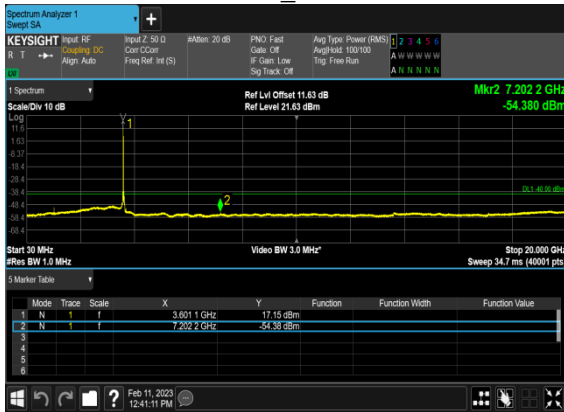 Spectrum Analyzer 1
Swept SA
+
KEYSIGHT Input: RF Input Z: 50 Ω #Atten: 20 dB PNO: Fast Avg Type: Power (RMS) 1 2 3 4 5 6
R T Coupling: DC Corr CCorr Gate: Off Avg|Hold: 100/100 A W W W W W
Align: Auto Freq Ref: Int (S) IF Gain: Low Trig: Free Run
Sig Track: Off A N N N N N
1 Spectrum
Scale/Div 10 dB
Ref Lvl Offset 11.63 dB
Ref Level 21.63 dBm
Mkr2 7.202 2 GHz
-54.380 dBm
Log
11.6
1.63
-8.37
-18.4
-28.4
-38.4
-48.4
-58.4
-68.4
1
2
DL1 -40.00 dBm
Start 30 MHz Video BW 3.0 MHz* Stop 20.000 GHz
#Res BW 1.0 MHz Sweep 34.7 ms (40001 pts)
5 Marker Table
Mode Trace Scale X Y Function Function Width Function Value
1 N 1 f 3.601 1 GHz 17.15 dBm
2 N 1 f 7.202 2 GHz -54.38 dBm
3
4
5
6
? Feb 11, 2023
12:41:11 PM